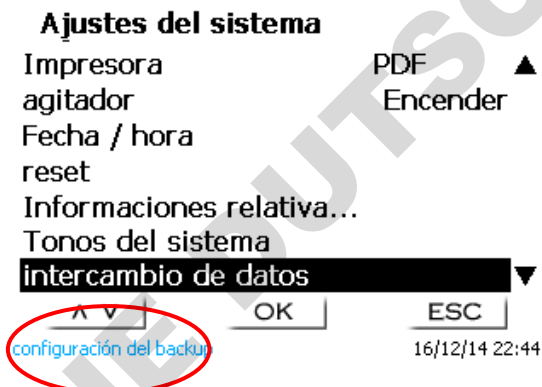 Ajustes del sistema
Impresora PDF ▲
agitador Encender
Fecha / hora
reset
Informaciones relativa...
Tonos del sistema
intercambio de datos ▼
∧ ∨ OK ESC
configuración del backup 16/12/14 22:44